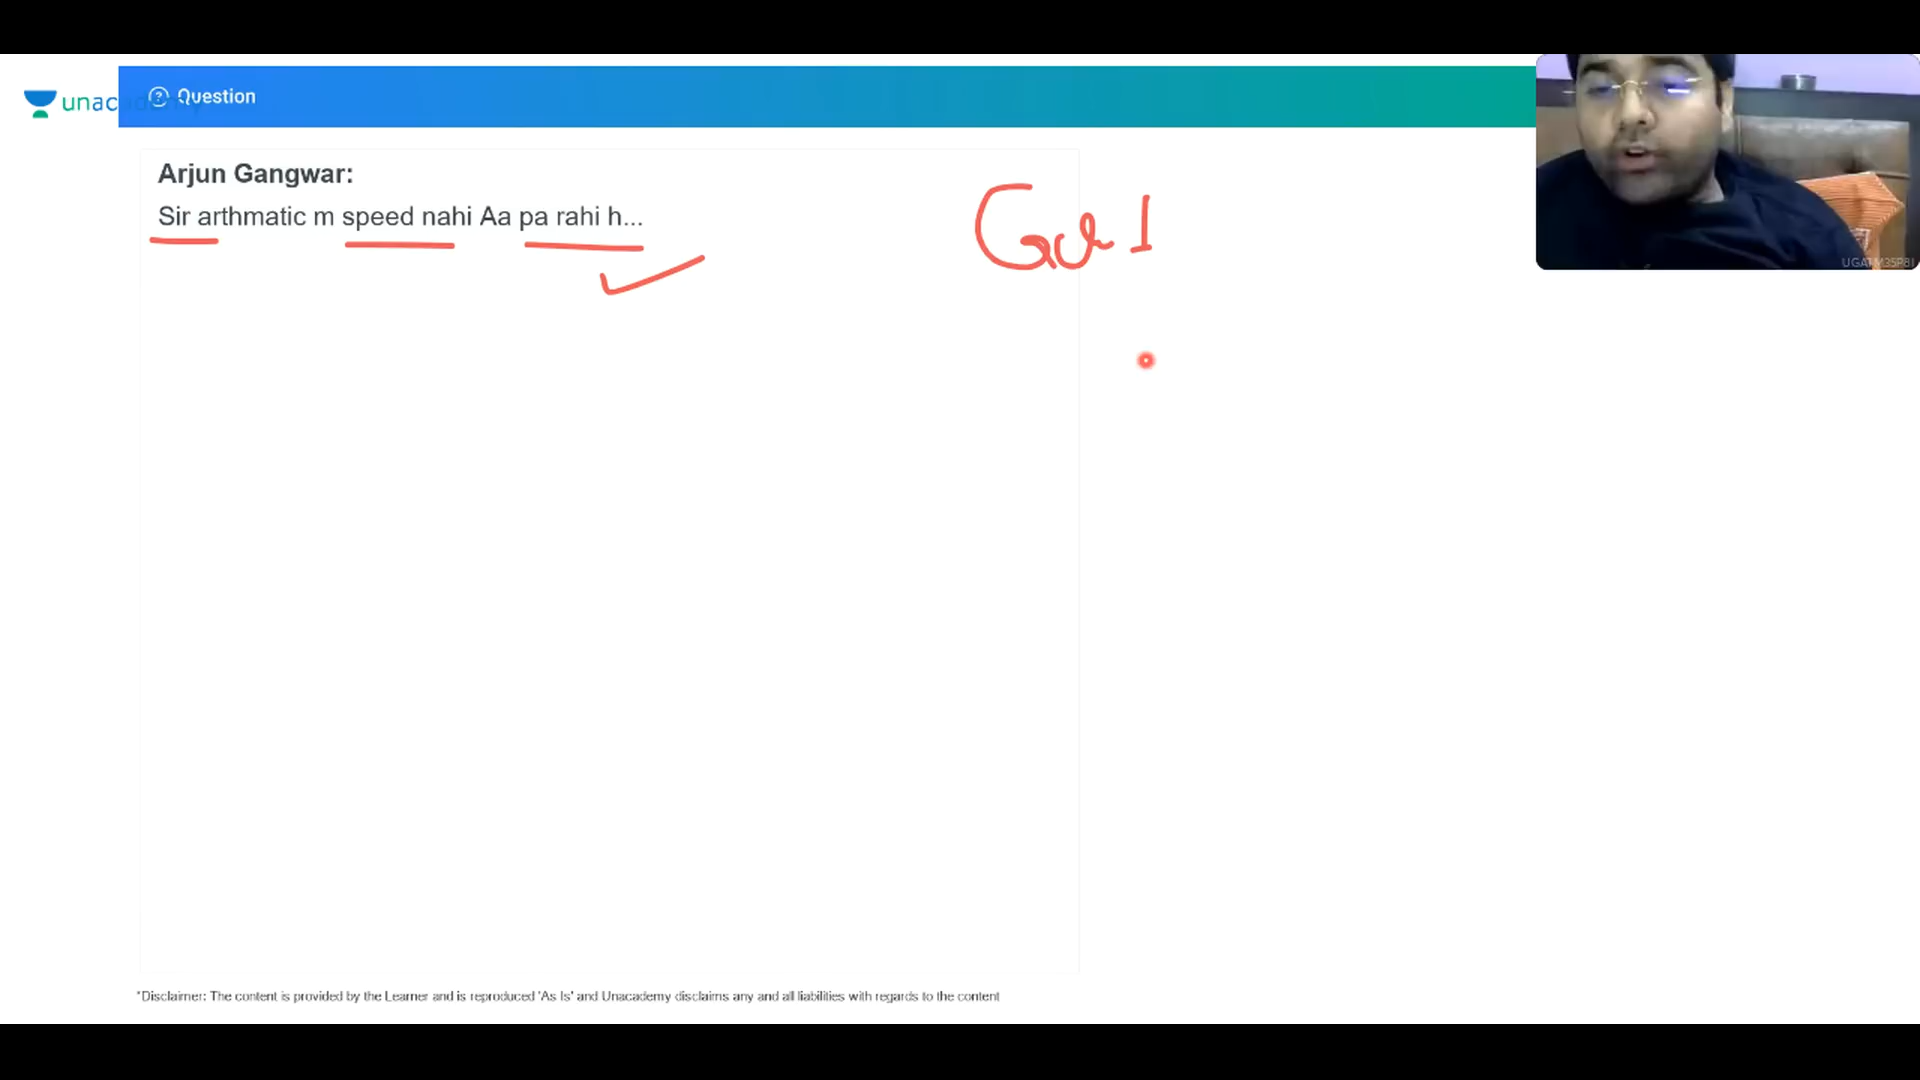 unacademy
Question
Arjun Gangwar:
Sir arthmatic m speed nahi Aa pa rahi h...
*Disclaimer: The content is provided by the Learner and is reproduced 'As Is' and Unacademy disclaims any and all liabilities with regards to the content